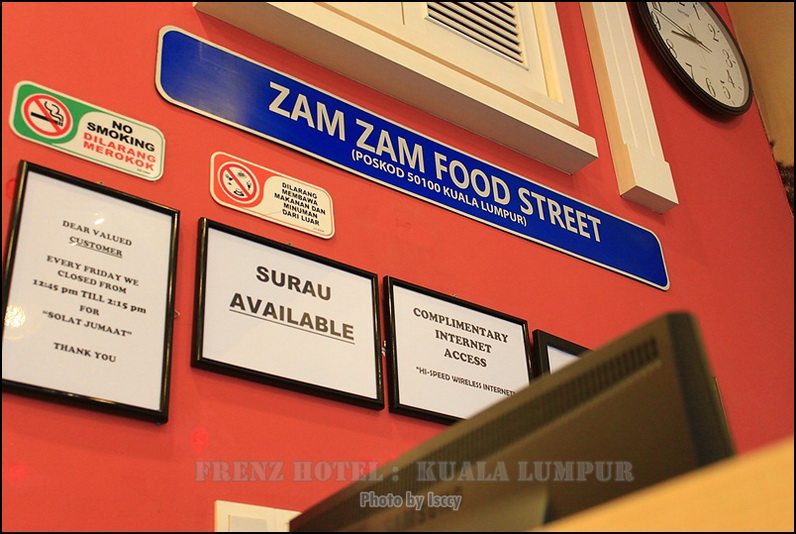 ZAM ZAM FOOD STREET
(POSKOD 50100 KUALA LUMPUR)
NO
SMOKING
DILARANG
MEROKOK
DILARANG
MEMBAWA
MAKANAN DAN
MINUMAN
DARI LUAR
DEAR VALUED
CUSTOMER
EVERY FRIDAY WE
CLOSED FROM
12:45 pm TILL 2:15 pm
FOR
"SOLAT JUMAAT"
THANK YOU
SURAU
AVAILABLE
COMPLIMENTARY
INTERNET
ACCESS
*HI-SPEED WIRELESS INTERNET
FRENZ HOTEL : KUALA LUMPUR
Photo by Isccy